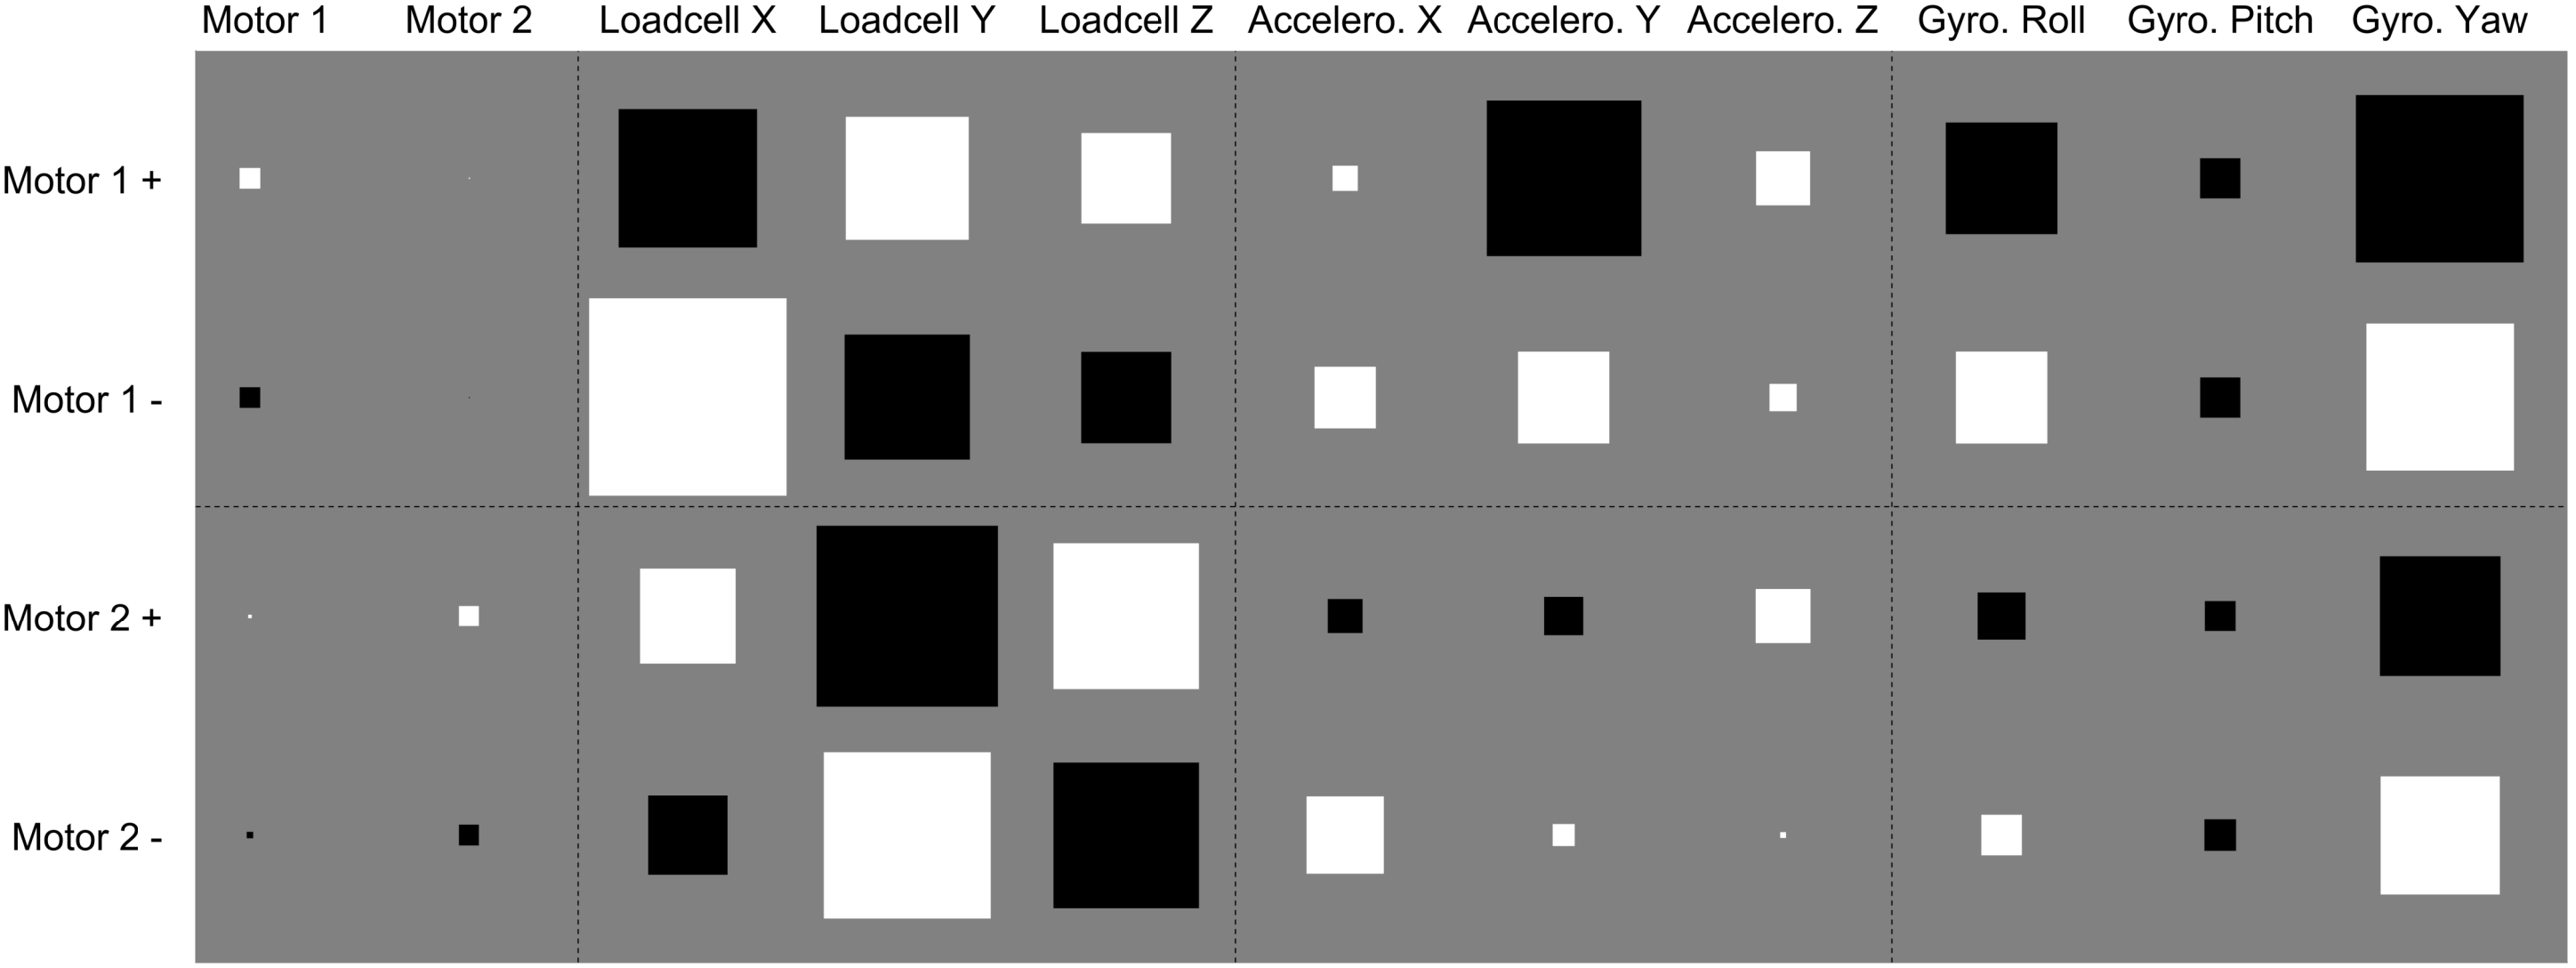 Motor 1 Motor 2 Loadcell X Loadcell Y Loadcell Z Accelero. X Accelero. Y Accelero. Z Gyro. Roll Gyro. Pitch Gyro. Yaw
Motor 1 +
Motor 1 -
Motor 2 +
Motor 2 -